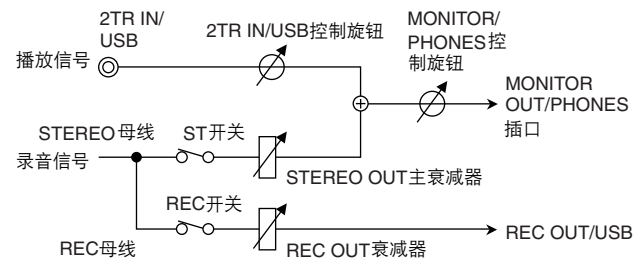 2TR IN/
USB
2TR IN/USB控制旋钮
MONITOR/
PHONES控
制旋钮
播放信号
MONITOR
OUT/PHONES
插口
STEREO母线
ST开关
录音信号
STEREO OUT主衰减器
REC开关
REC OUT/USB
REC母线
REC OUT衰减器